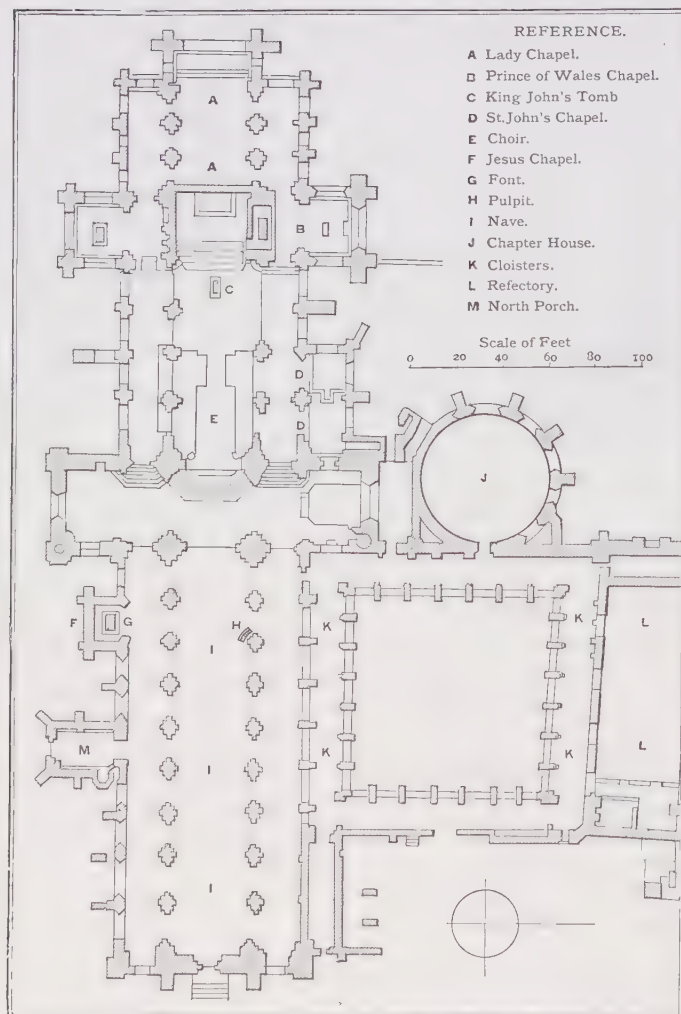 REFERENCE.
A Lady Chapel.
B Prince of Wales Chapel.
C King John's Tomb
D St. John's Chapel.
E Choir.
F Jesus Chapel.
G Font.
H Pulpit.
I Nave.
J Chapter House.
K Cloisters.
L Refectory.
M North Porch.
Scale of Feet
0 20 40 60 80 100
A
A
B
C
D
E
D
J
F
G
H
K
K
L
I
M
I
K
K
L
I